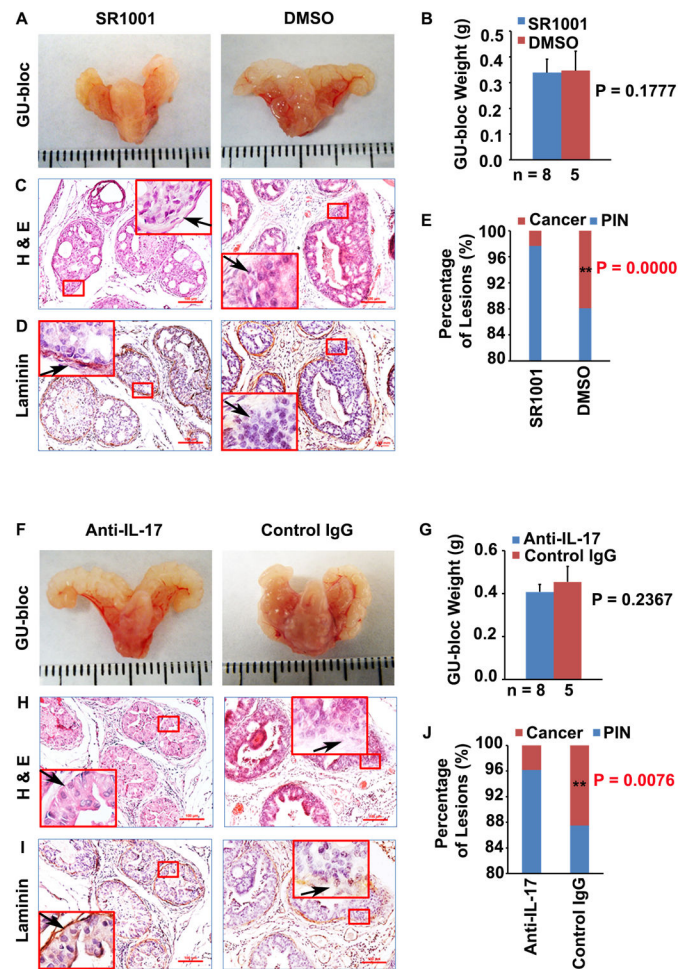 A
SR1001
DMSO
GU-bloc
B
SR1001
DMSO
GU-bloc Weight (g)
0.5
0.4
0.3
0.2
0.1
0.0
P = 0.1777
n = 8 5
C
H & E
100 μm
D
Laminin
E
Cancer PIN
Percentage
of Lesions (%)
100
96
92
88
84
80
**
P = 0.0000
SR1001
DMSO
F
Anti-IL-17
Control IgG
GU-bloc
G
Anti-IL-17
Control IgG
GU-bloc Weight (g)
0.6
0.4
0.2
0.0
P = 0.2367
n = 8 5
H
H & E
100 μm
I
Laminin
J
Cancer PIN
Percentage
of Lesions (%)
100
96
92
88
84
80
**
P = 0.0076
Anti-IL-17
Control IgG